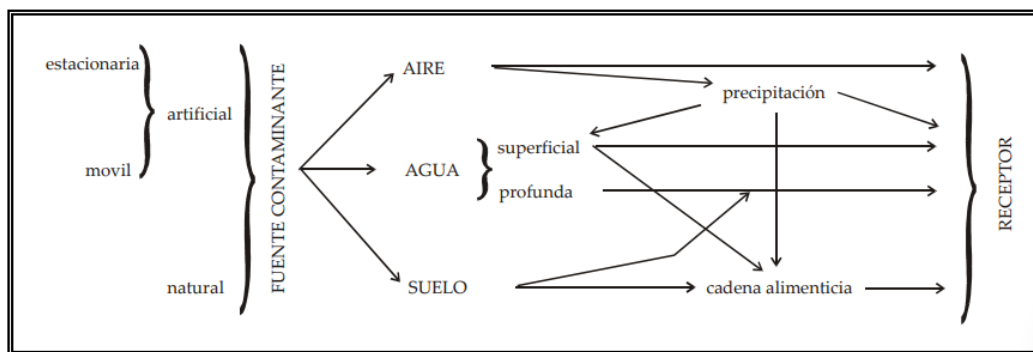 estacionaria
movil
artificial
natural
FUENTE CONTAMINANTE
AIRE
AGUA
SUELO
superficial
profunda
precipitación
cadena alimenticia
RECEPTOR